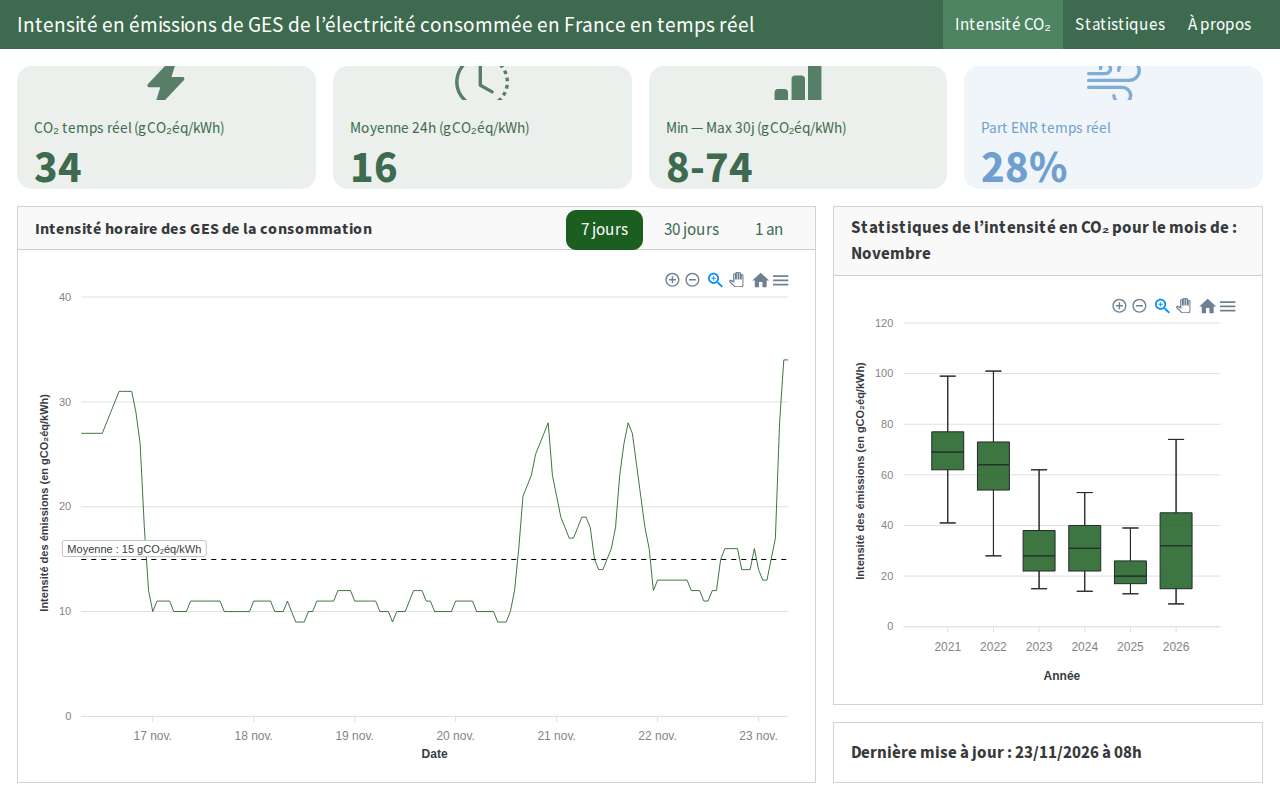 Intensité en émissions de GES de l’électricité consommée en France en temps réel
Intensité CO₂
Statistiques
À propos
CO₂ temps réel (gCO₂éq/kWh)
34
Moyenne 24h (gCO₂éq/kWh)
16
Min — Max 30j (gCO₂éq/kWh)
8-74
Part ENR temps réel
28%
Intensité horaire des GES de la consommation
7 jours
30 jours
1 an
40
30
20
10
0
Intensité des émissions (en gCO₂éq/kWh)
Moyenne : 15 gCO₂éq/kWh
17 nov.
18 nov.
19 nov.
20 nov.
21 nov.
22 nov.
23 nov.
Date
Statistiques de l’intensité en CO₂ pour le mois de :
Novembre
120
100
80
60
40
20
0
Intensité des émissions (en gCO₂éq/kWh)
2021
2022
2023
2024
2025
2026
Année
Dernière mise à jour : 23/11/2026 à 08h